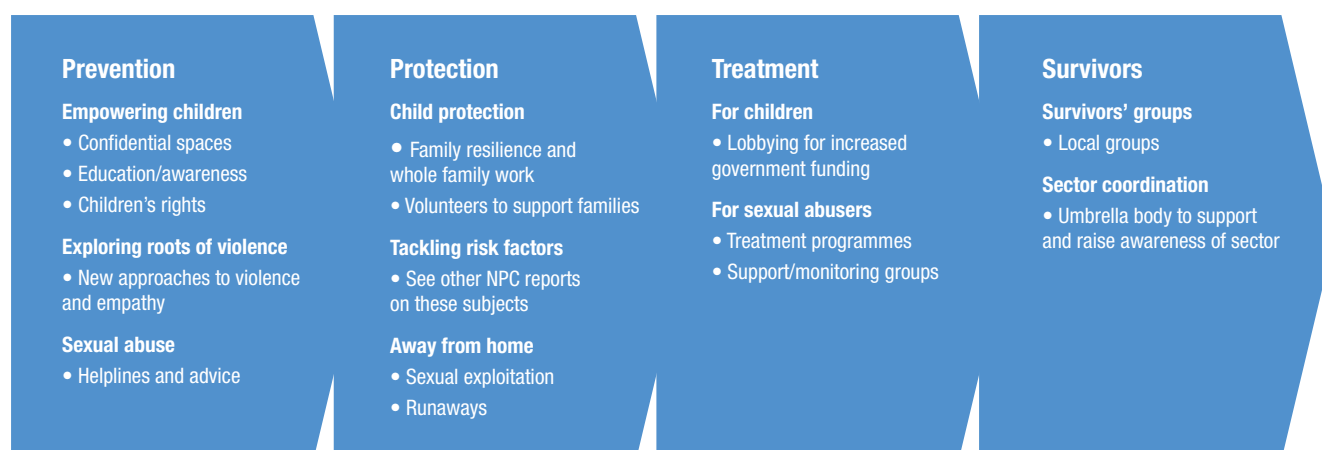 Prevention
Empowering children
• Confidential spaces
• Education/awareness
• Children's rights
Exploring roots of violence
• New approaches to violence
and empathy
Sexual abuse
• Helplines and advice
Protection
Child protection
• Family resilience and
whole family work
• Volunteers to support families
Tackling risk factors
• See other NPC reports
on these subjects
Away from home
• Sexual exploitation
• Runaways
Treatment
For children
• Lobbying for increased
government funding
For sexual abusers
• Treatment programmes
• Support/monitoring groups
Survivors
Survivors' groups
• Local groups
Sector coordination
• Umbrella body to support
and raise awareness of sector